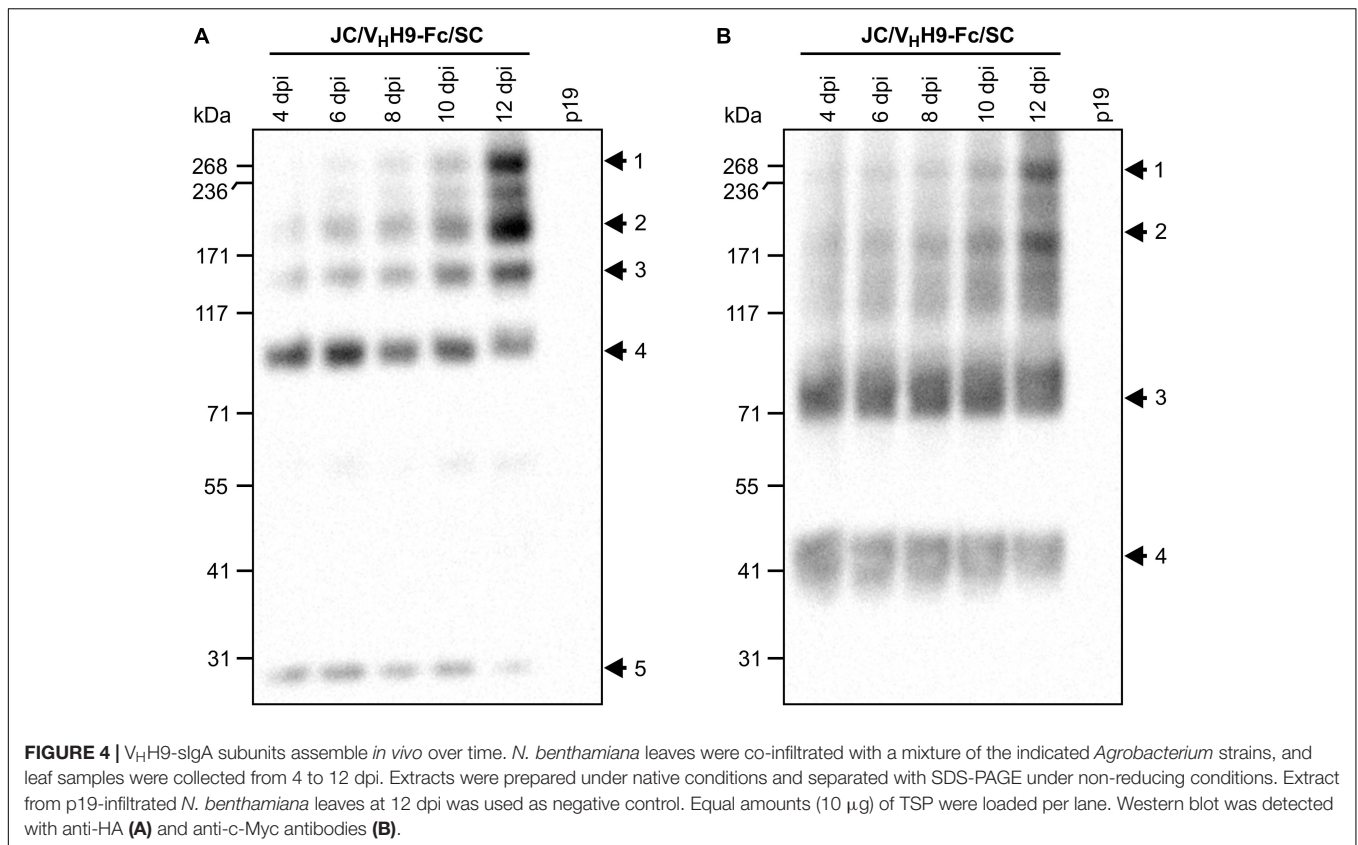 A
JC/VHH9-Fc/SC
kDa
4 dpi
6 dpi
8 dpi
10 dpi
12 dpi
p19
268
236
171
117
71
55
41
31
1
2
3
4
5
B
JC/VHH9-Fc/SC
kDa
4 dpi
6 dpi
8 dpi
10 dpi
12 dpi
p19
268
236
171
117
71
55
41
31
1
2
3
4
FIGURE 4 | VHH9-sIgA subunits assemble in vivo over time. N. benthamiana leaves were co-infiltrated with a mixture of the indicated Agrobacterium strains, and
leaf samples were collected from 4 to 12 dpi. Extracts were prepared under native conditions and separated with SDS-PAGE under non-reducing conditions. Extract
from p19-infiltrated N. benthamiana leaves at 12 dpi was used as negative control. Equal amounts (10 μg) of TSP were loaded per lane. Western blot was detected
with anti-HA (A) and anti-c-Myc antibodies (B).